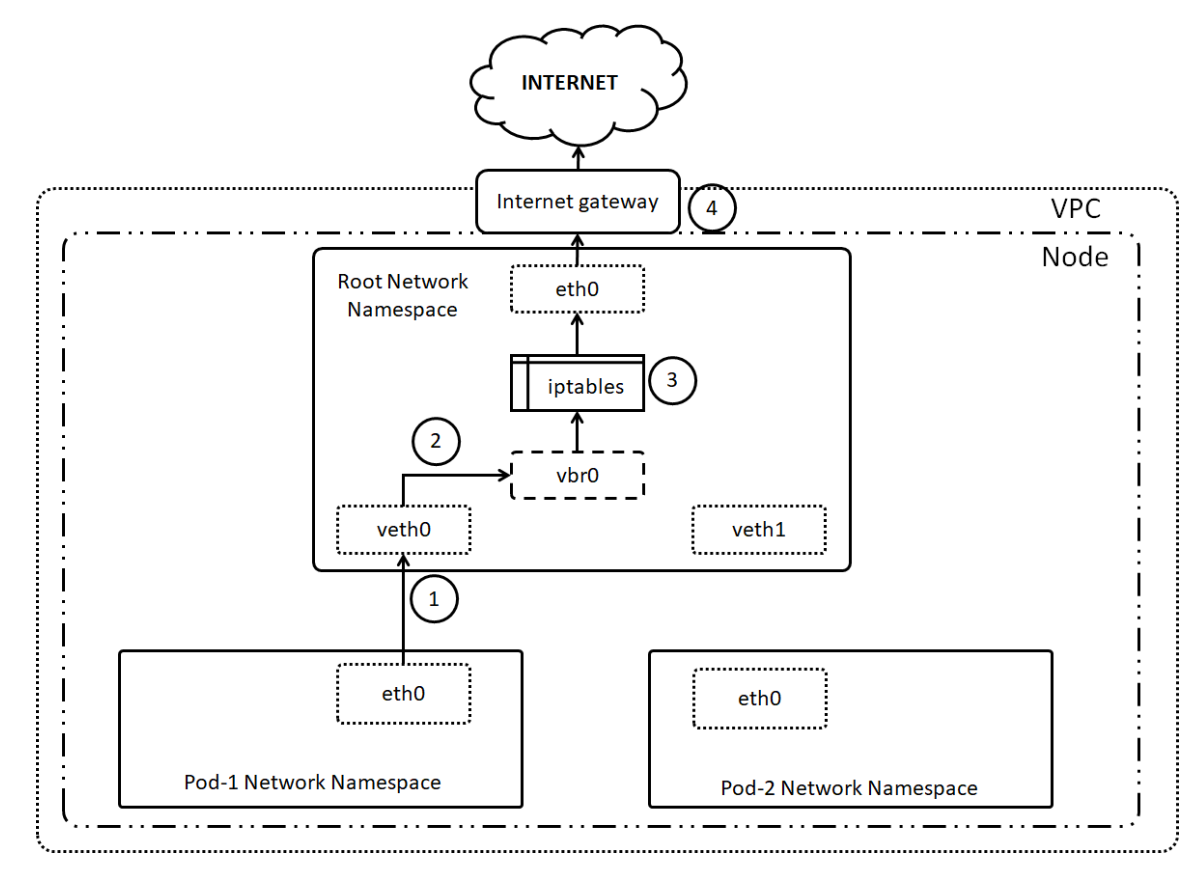 INTERNET
Internet gateway
4
VPC
Node
Root Network
Namespace
eth0
iptables
3
2
vbr0
veth0
veth1
1
eth0
eth0
Pod-1 Network Namespace
Pod-2 Network Namespace